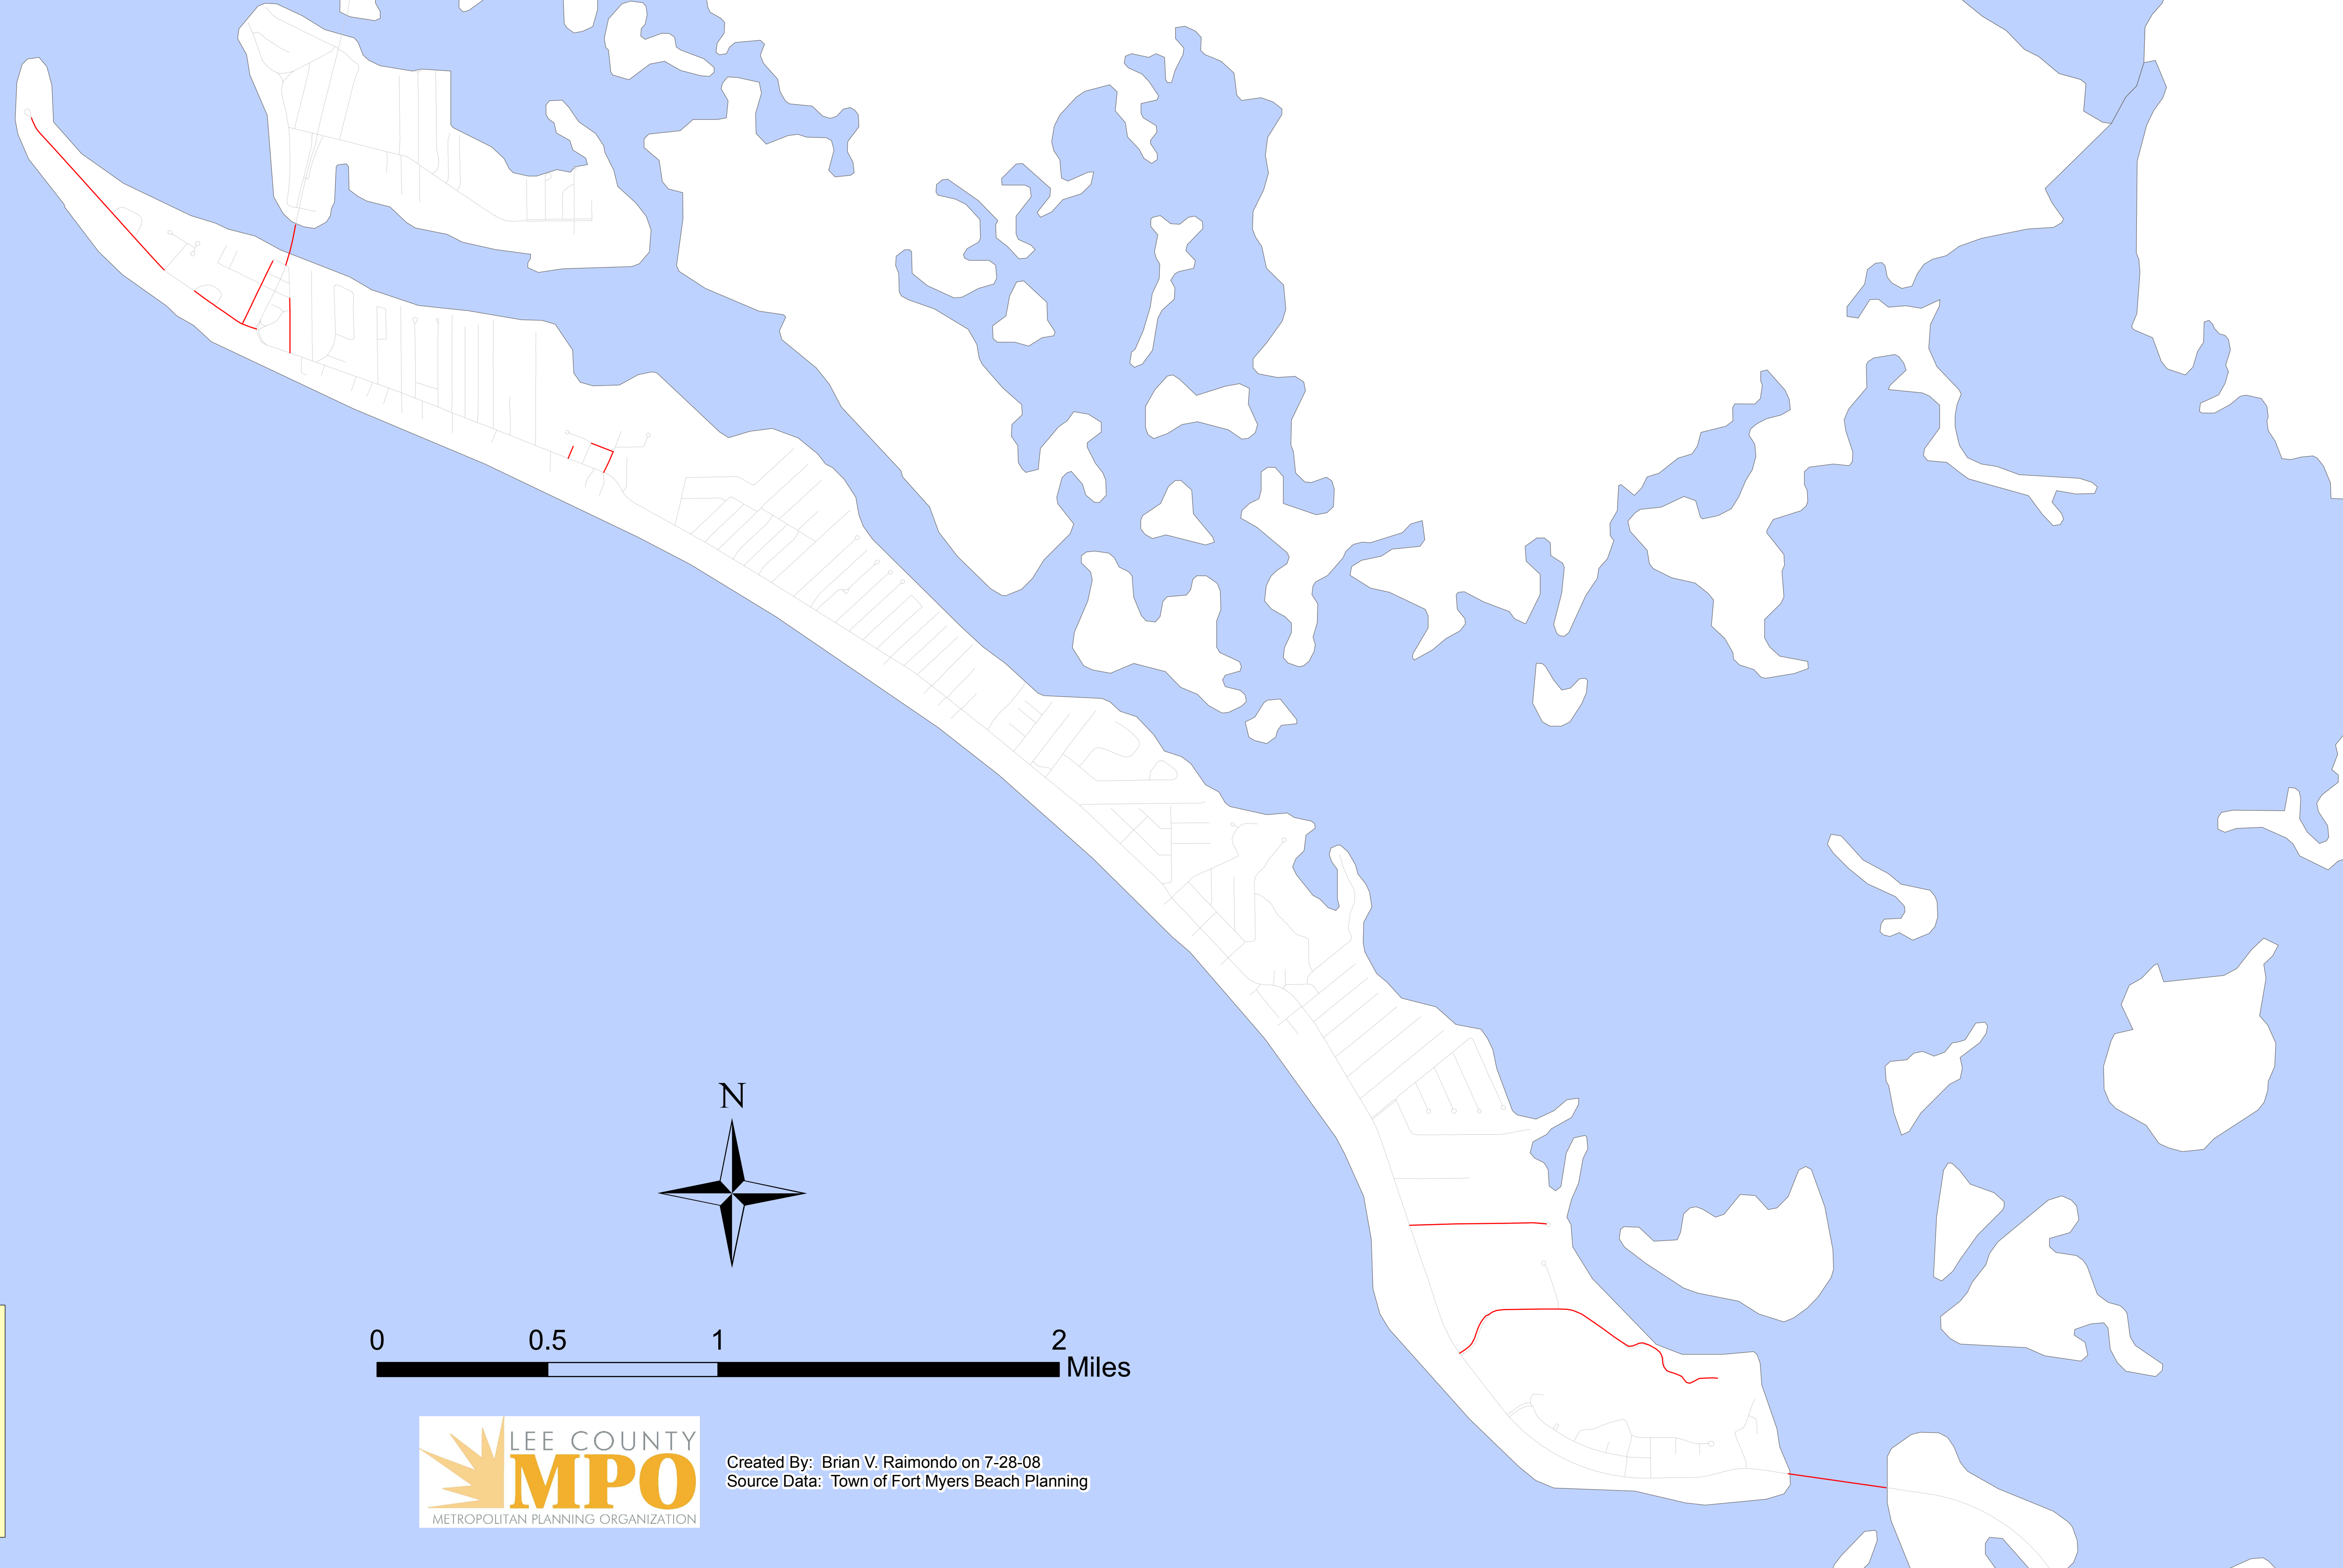 N
0 0.5 1 2
Miles
LEE COUNTY
MPO
METROPOLITAN PLANNING ORGANIZATION
Created By: Brian V. Raimondo on 7-28-08
Source Data: Town of Fort Myers Beach Planning